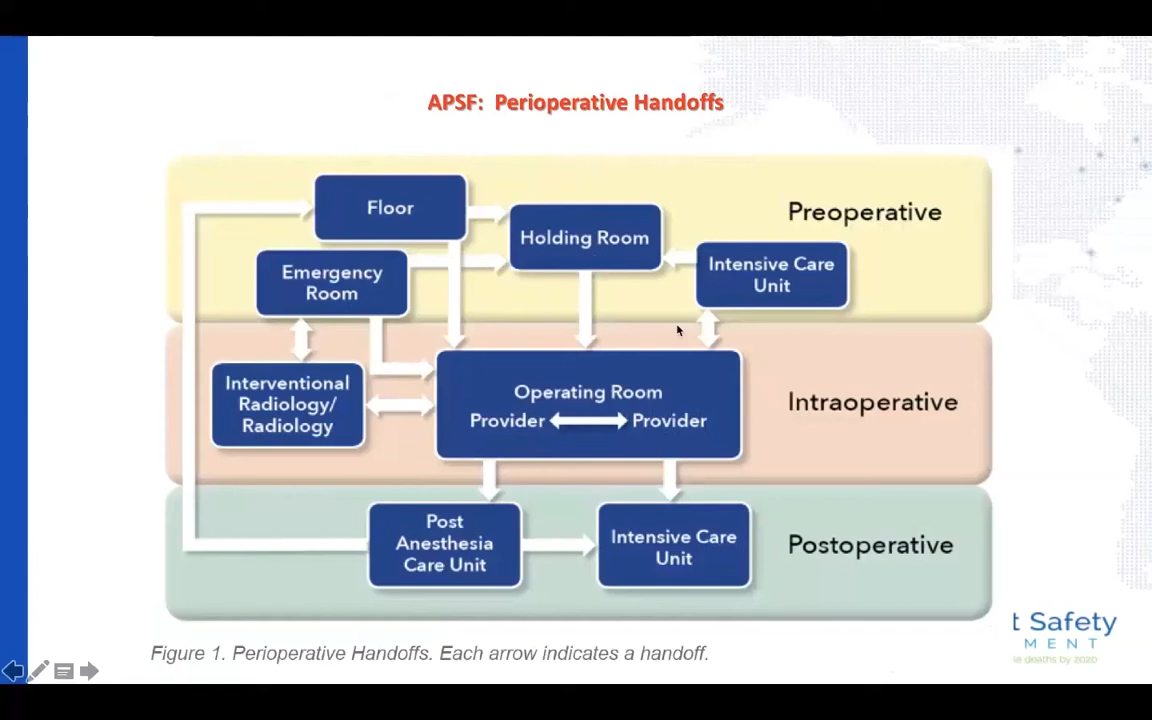 APSF: Perioperative Handoffs
Floor
Holding Room
Preoperative
Emergency
Room
Intensive Care
Unit
Interventional
Radiology/
Radiology
Operating Room
Provider Provider
Intraoperative
Post
Anesthesia
Care Unit
Intensive Care
Unit
Postoperative
Figure 1. Perioperative Handoffs. Each arrow indicates a handoff.
t Safety
MENT
le deaths by 2020